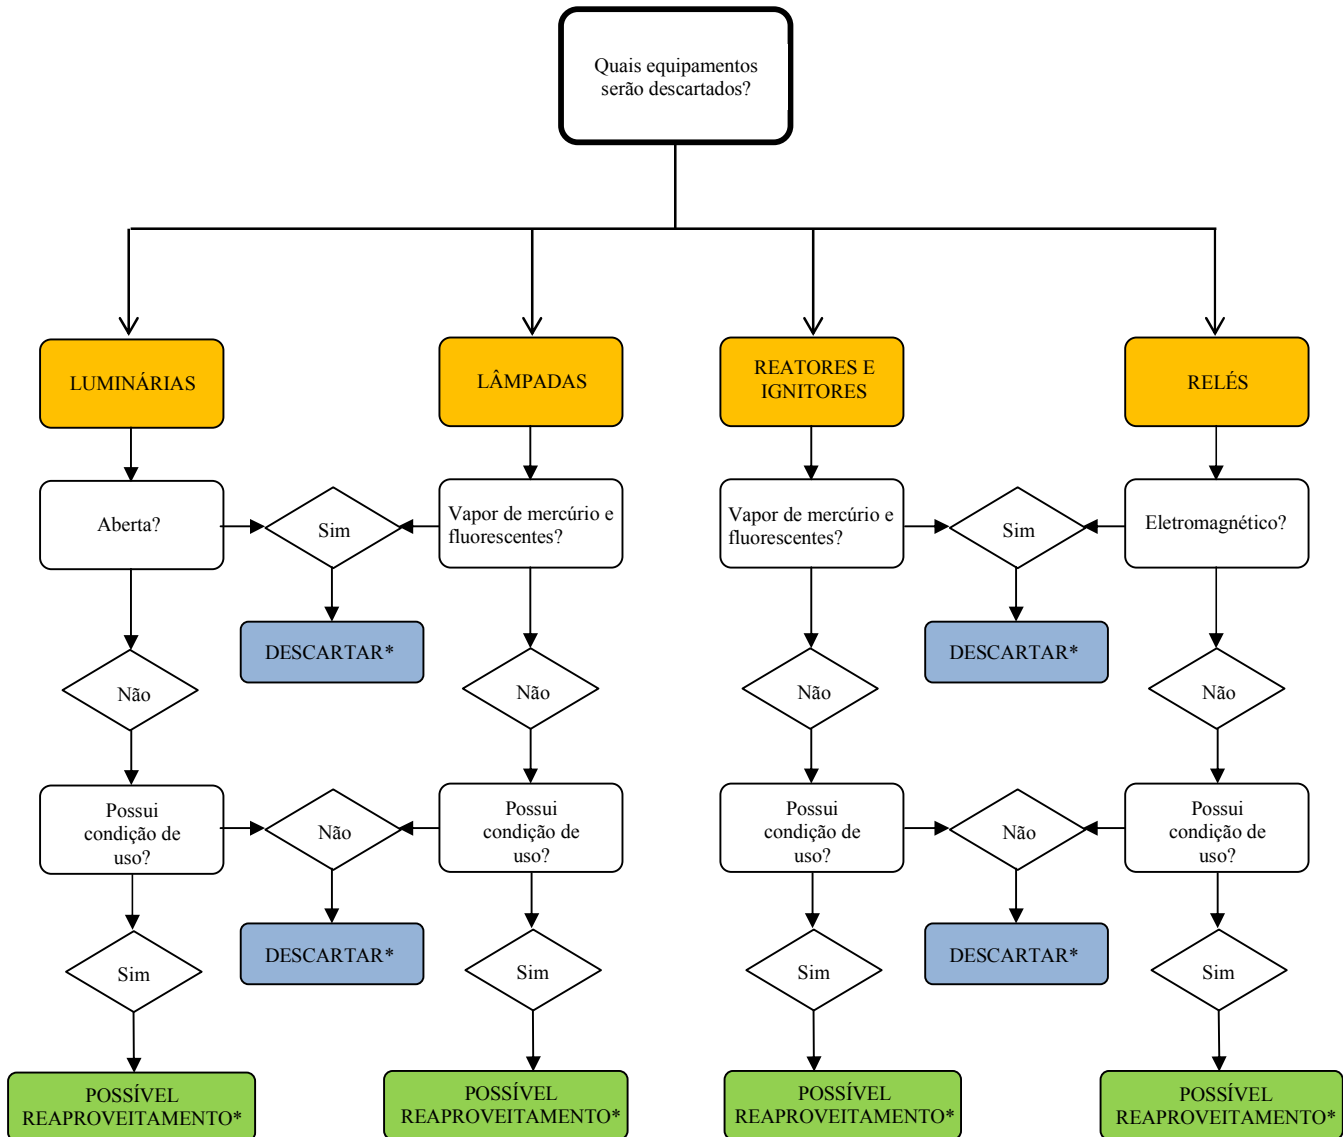 Quais equipamentos
serão descartados?
LUMINÁRIAS
LÂMPADAS
REATORES E
IGNITORES
RELÉS
Aberta?
Sim
Vapor de mercúrio e
fluorescentes?
Vapor de mercúrio e
fluorescentes?
Sim
Eletromagnético?
DESCARTAR*
DESCARTAR*
Não
Não
Não
Não
Possui
condição de
uso?
Não
Possui
condição de
uso?
Possui
condição de
uso?
Não
Possui
condição de
uso?
DESCARTAR*
DESCARTAR*
Sim
Sim
Sim
Sim
POSSÍVEL
REAPROVEITAMENTO*
POSSÍVEL
REAPROVEITAMENTO*
POSSÍVEL
REAPROVEITAMENTO*
POSSÍVEL
REAPROVEITAMENTO*